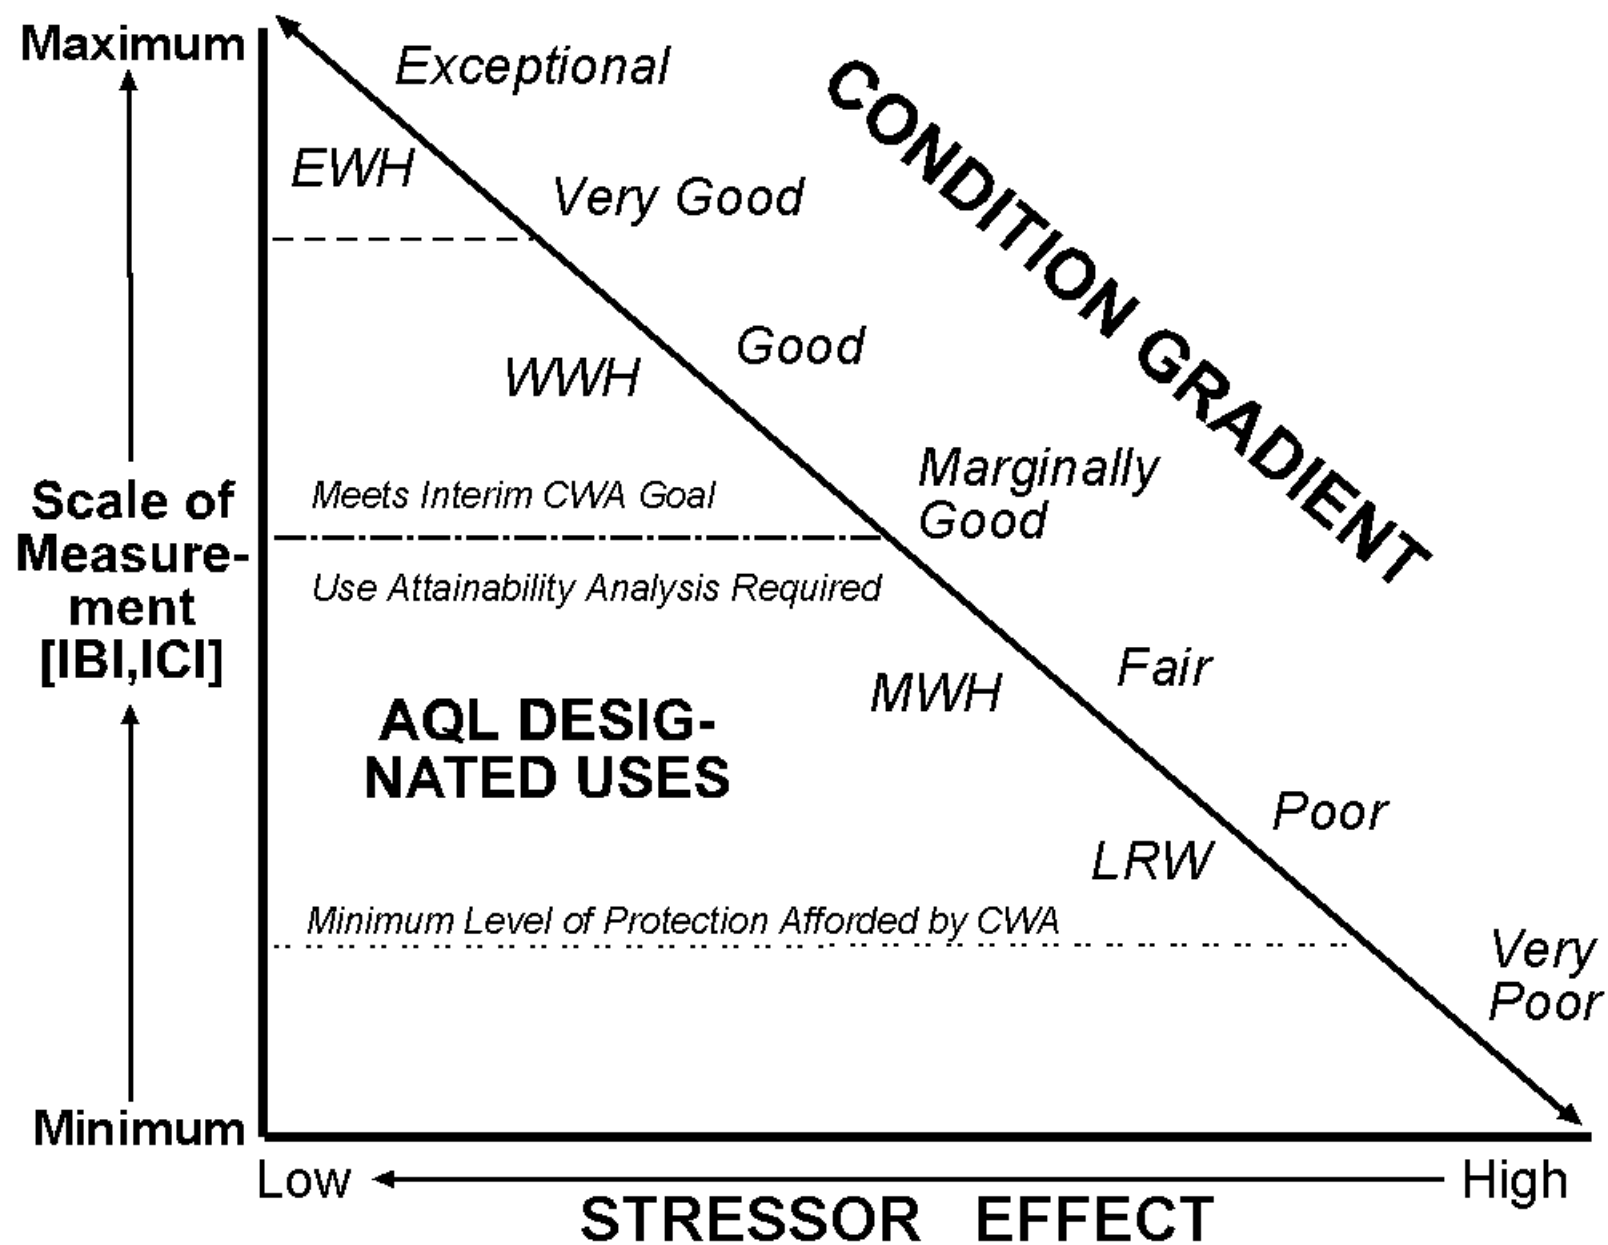 Maximum
Exceptional
CONDITION GRADIENT
EWH
Very Good
Good
WWH
Marginally
Good
Meets Interim CWA Goal
Scale of
Measure-
ment
[IBI,ICI]
Use Attainability Analysis Required
Fair
MWH
AQL DESIG-
NATED USES
Poor
LRW
Minimum Level of Protection Afforded by CWA
Very
Poor
Minimum
Low
High
STRESSOR EFFECT